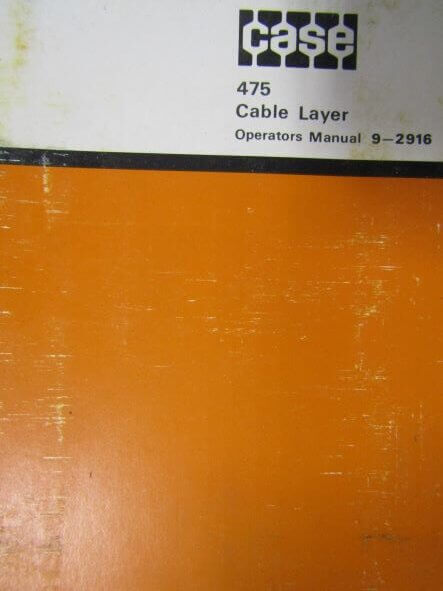 case
475
Cable Layer
Operators Manual 9-2916